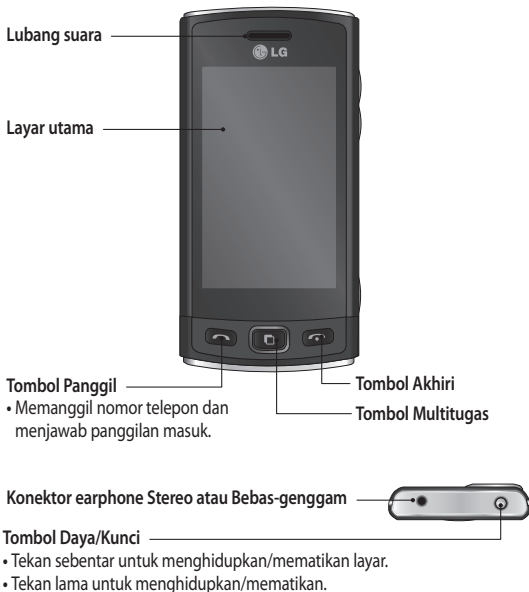 Lubang suara
LG
Layar utama
Tombol Panggil
• Memanggil nomor telepon dan
menjawab panggilan masuk.
Tombol Akhiri
Tombol Multitugas
Konektor earphone Stereo atau Bebas-genggam
Tombol Daya/Kunci
• Tekan sebentar untuk menghidupkan/mematikan layar.
• Tekan lama untuk menghidupkan/mematikan.